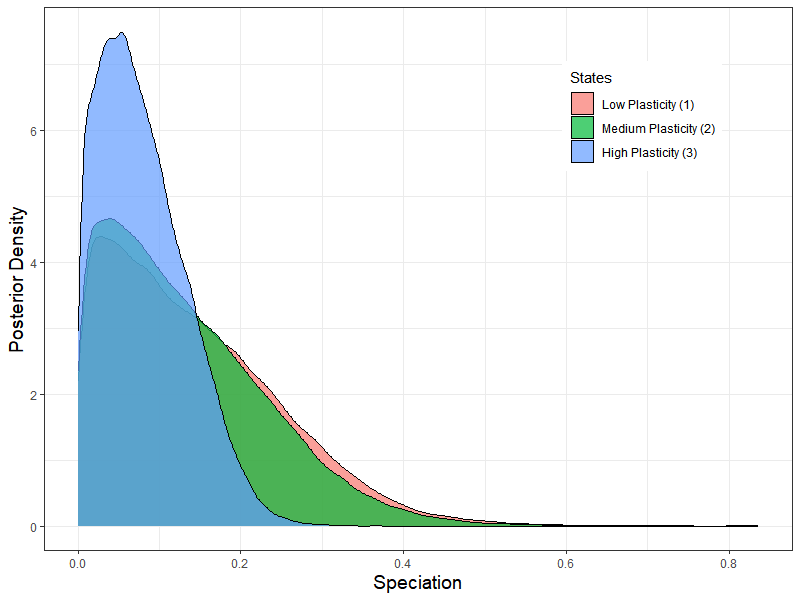 States
Low Plasticity (1)
Medium Plasticity (2)
High Plasticity (3)
Posterior Density
6
4
2
0
0.0 0.2 0.4 0.6 0.8
Speciation